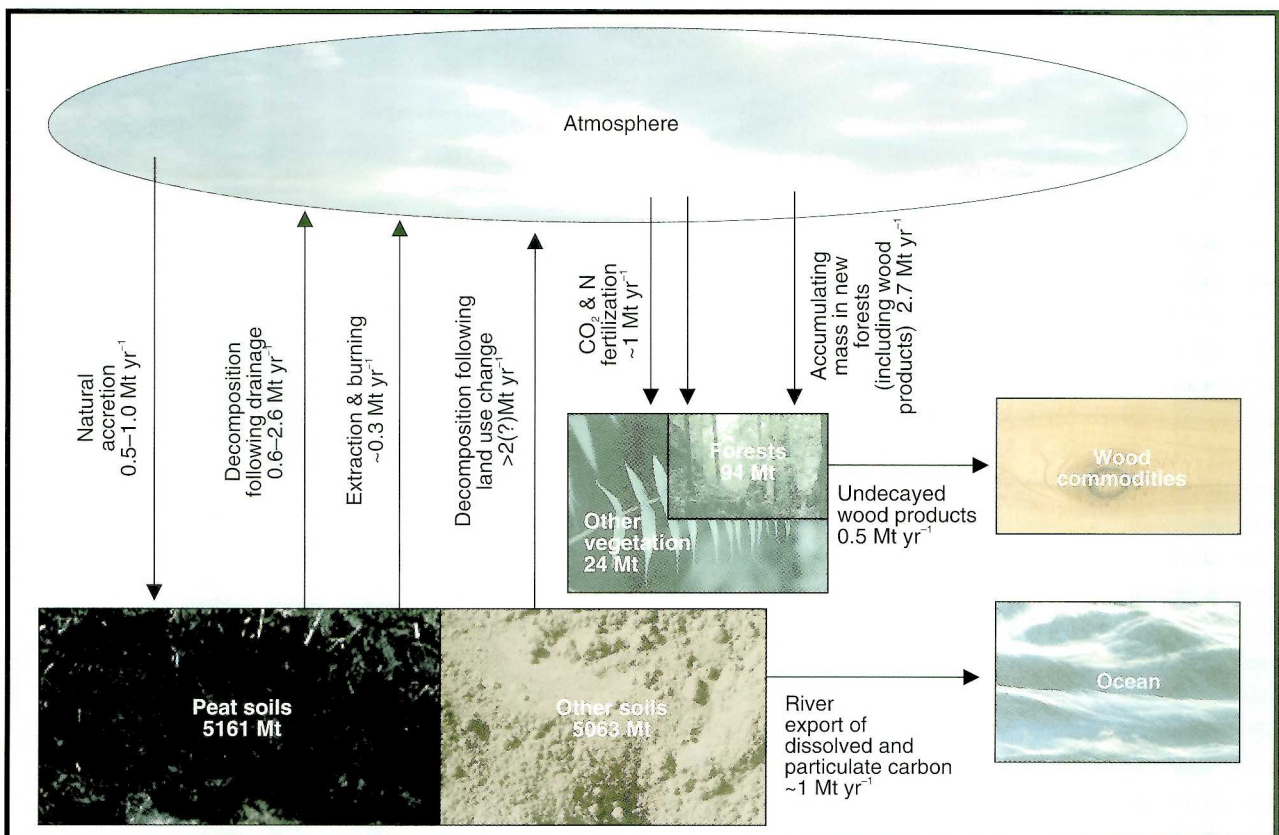 Atmosphere
Natural
accretion
0.5–1.0 Mt yr⁻¹
Decomposition
following drainage
0.6–2.6 Mt yr⁻¹
Extraction & burning
~0.3 Mt yr⁻¹
Decomposition following
land use change
>2(?)Mt yr⁻¹
CO₂ & N
fertilization
~1 Mt yr⁻¹
Accumulating
mass in new
forests
(including wood
products) 2.7 Mt yr⁻¹
Forests
94 Mt
Other
vegetation
24 Mt
Undecayed
wood products
0.5 Mt yr⁻¹
Wood
commodities
Peat soils
5161 Mt
Other soils
5063 Mt
River
export of
dissolved and
particulate carbon
~1 Mt yr⁻¹
Ocean